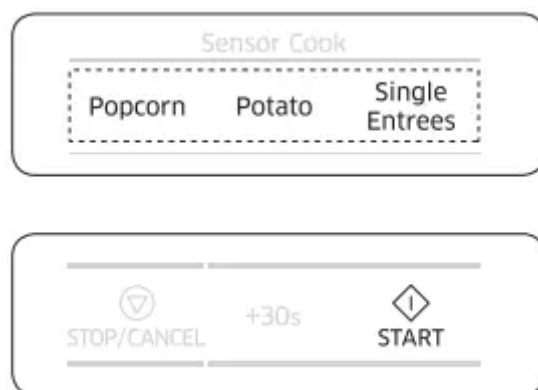 Sensor Cook
Popcorn Potato Single Entrees
STOP/CANCEL +30s START